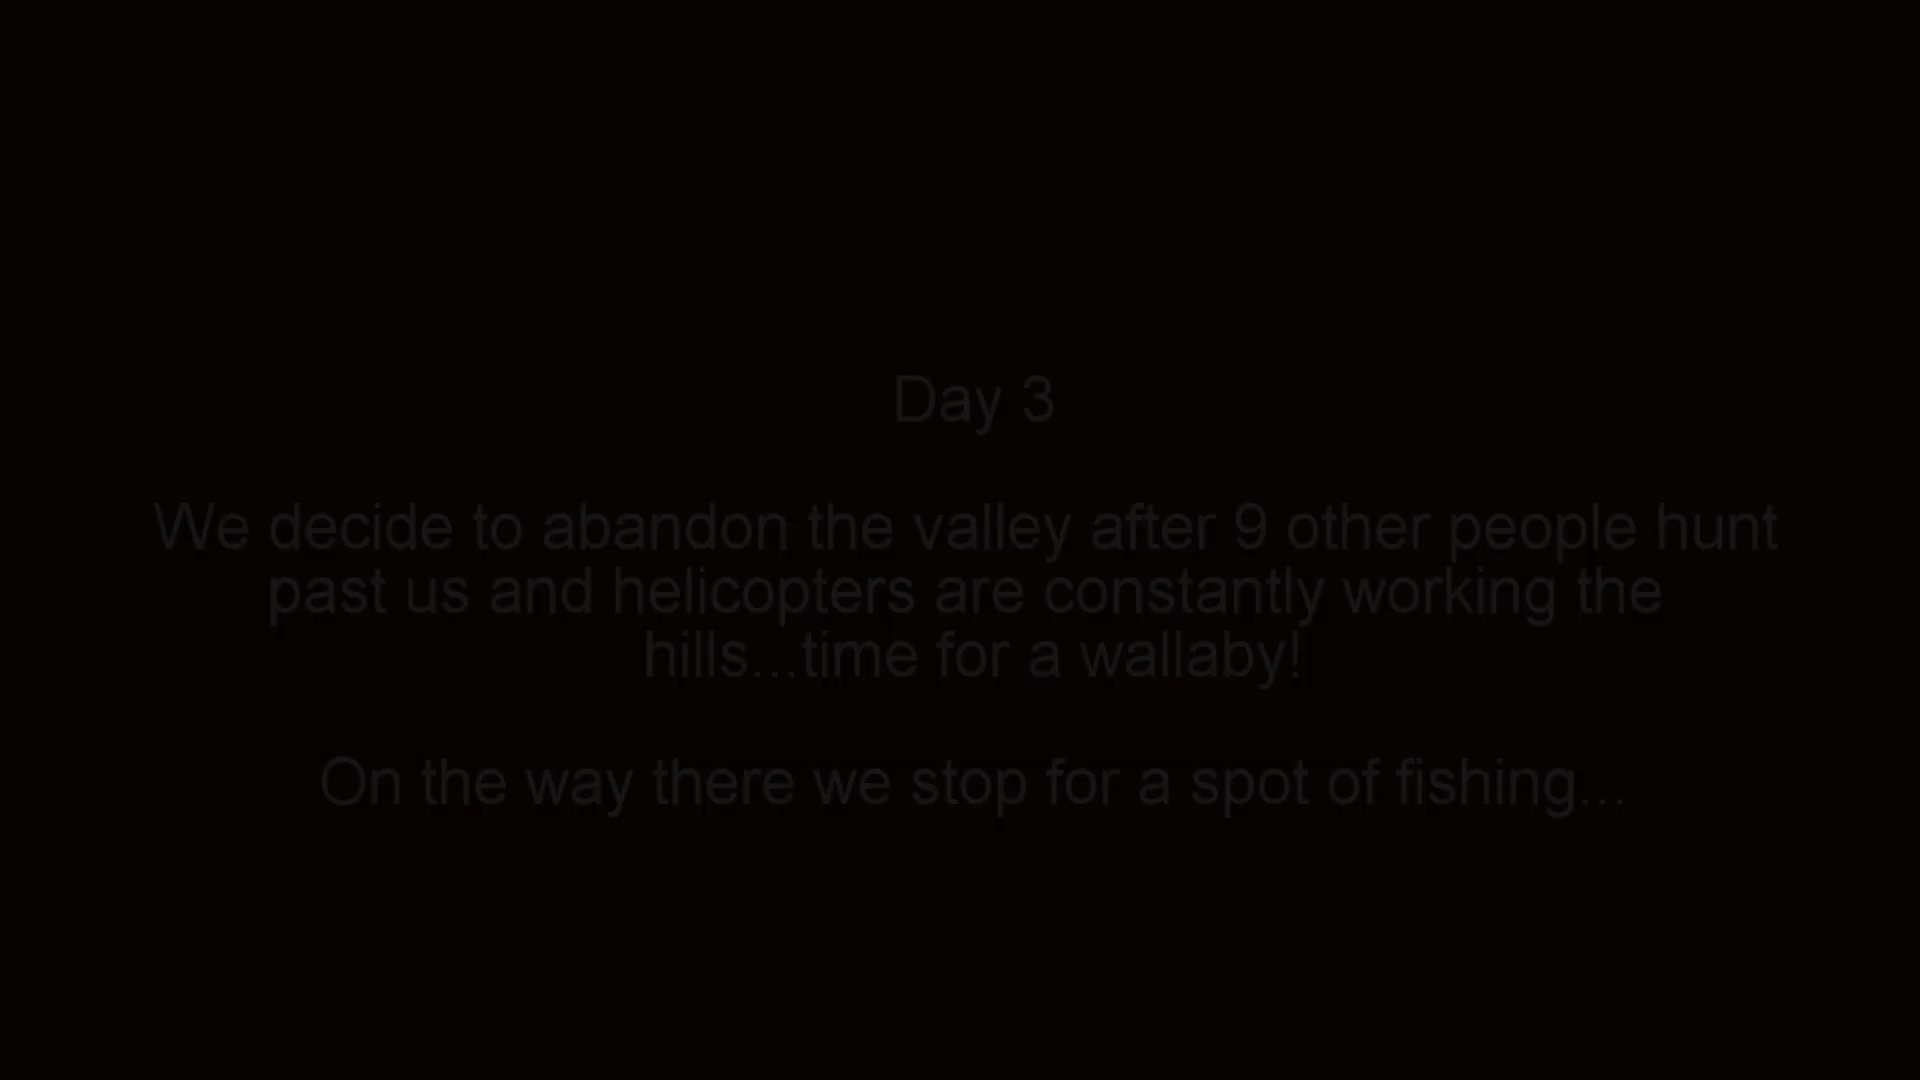 Day 3
We decide to abandon the valley after 9 other people hunt
past us and helicopters are constantly working the
hills...time for a wallaby!
On the way there we stop for a spot of fishing...